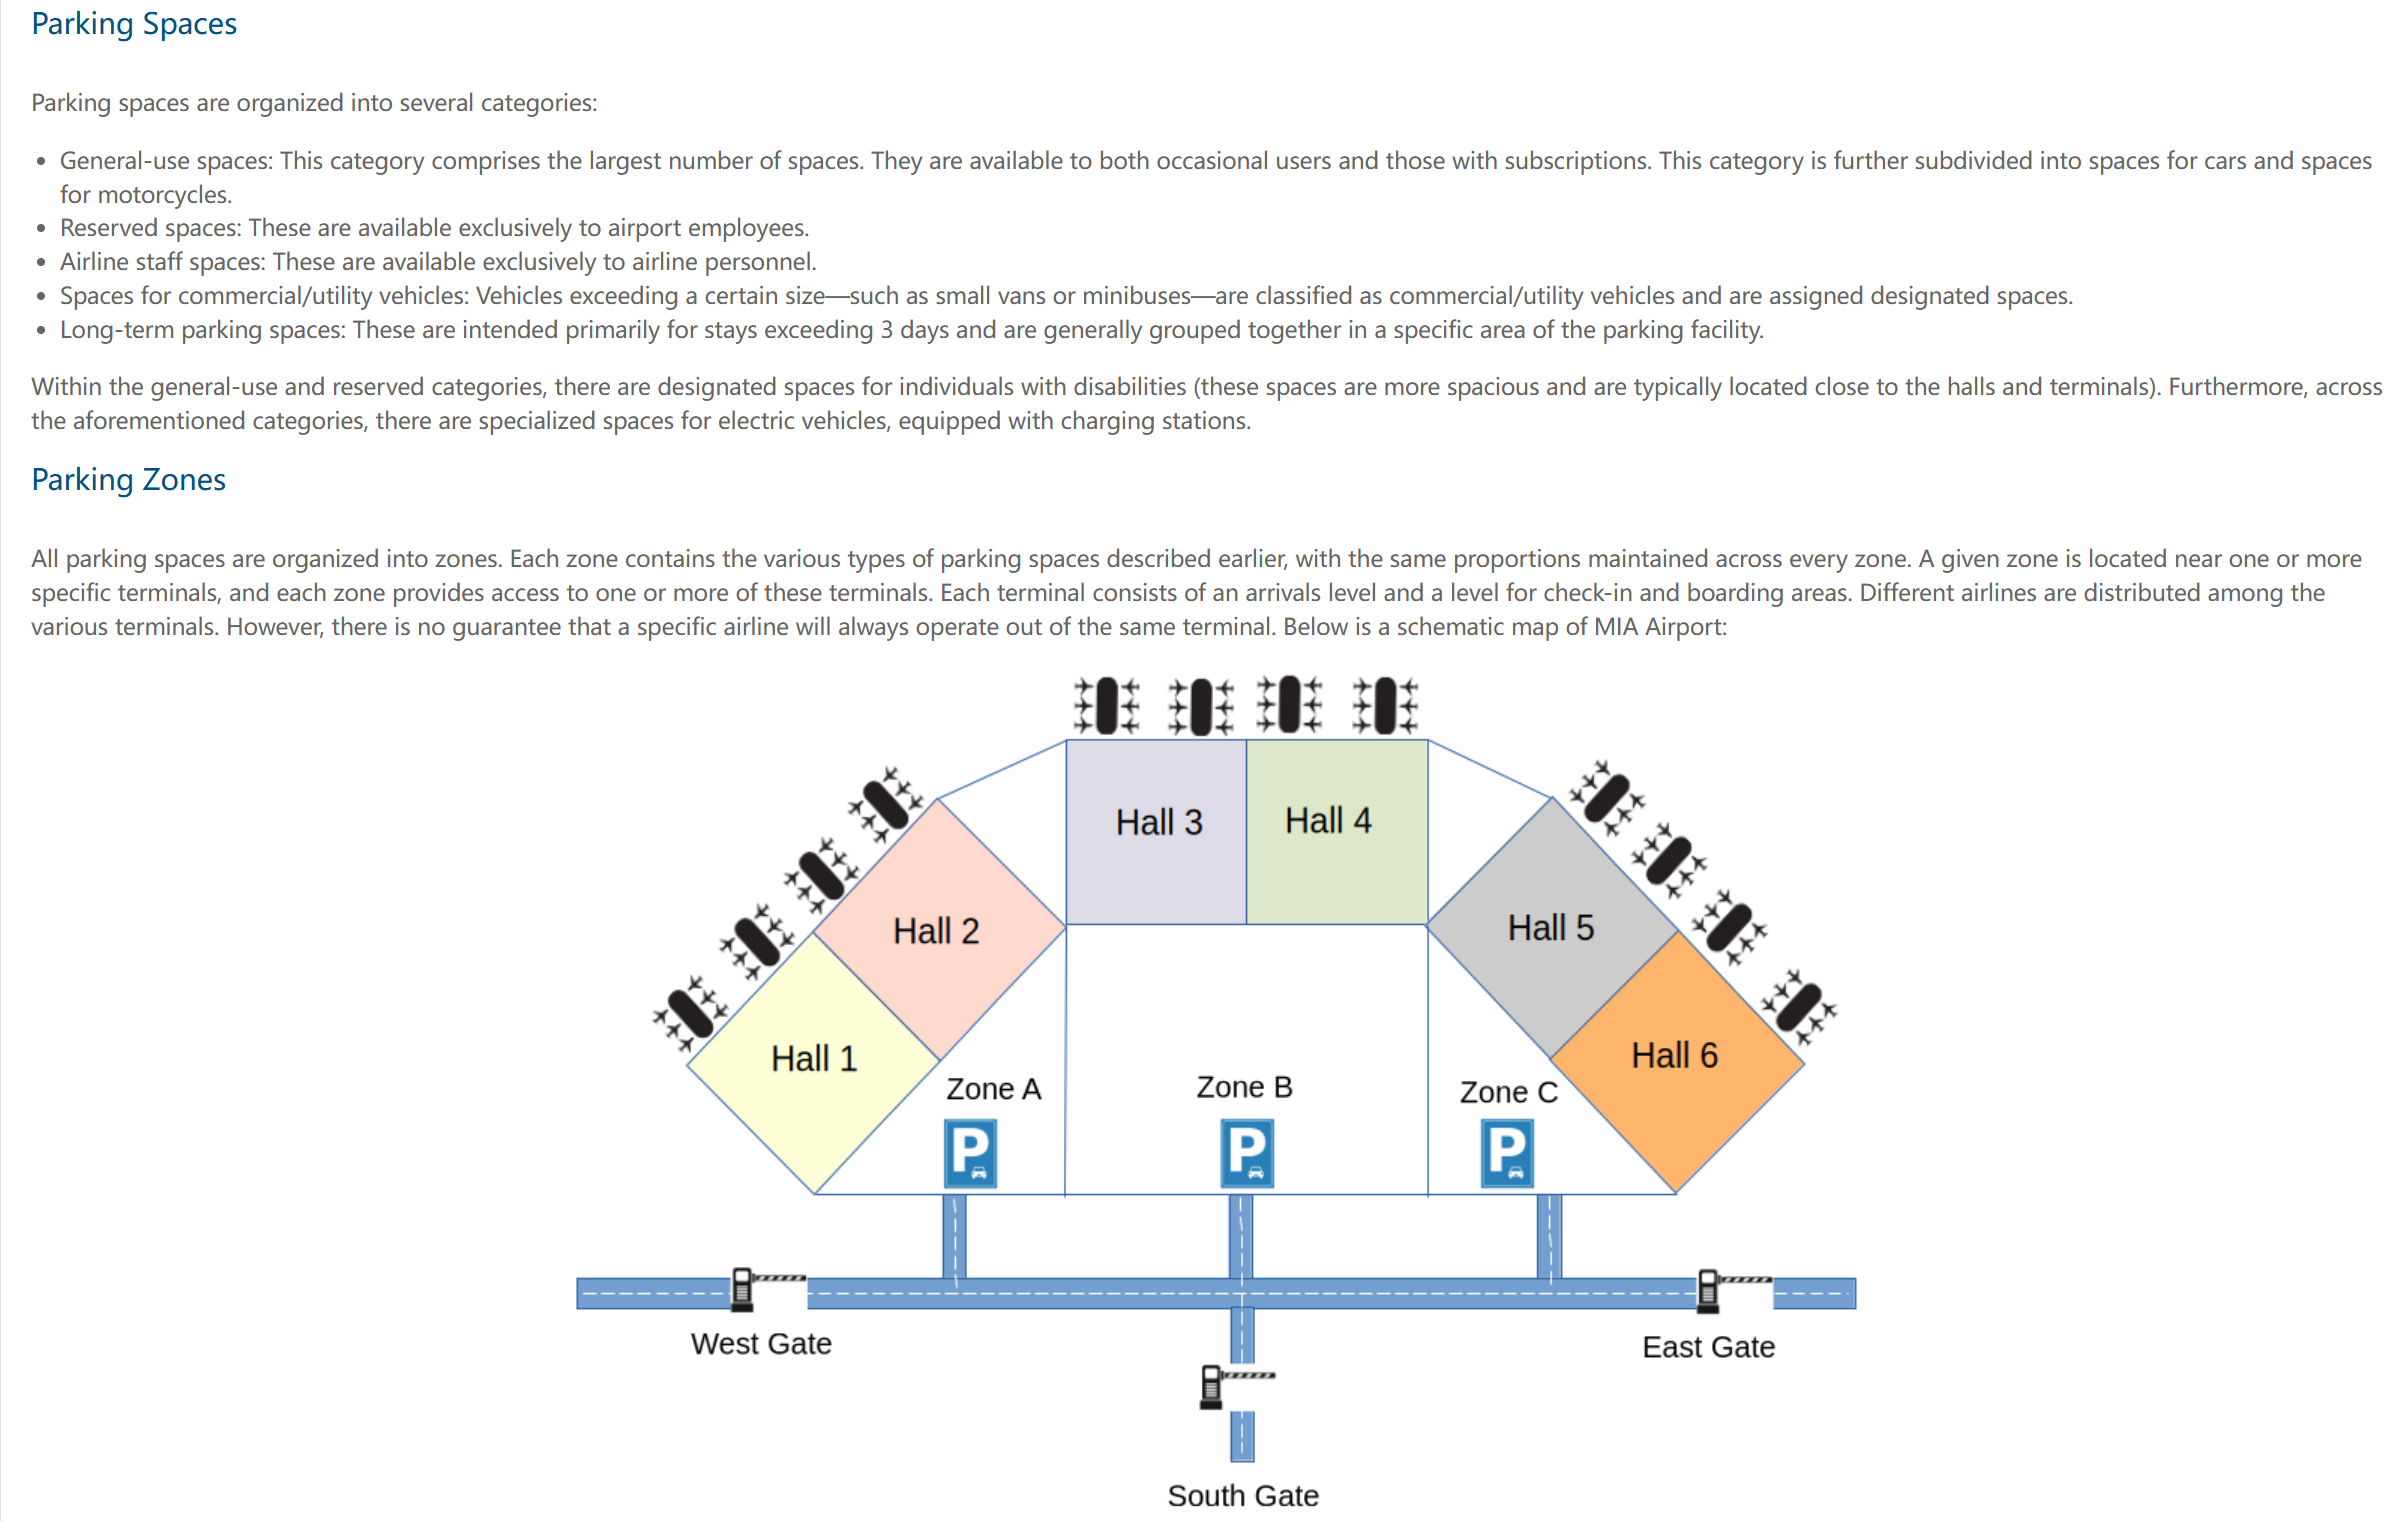 Parking Spaces
Parking spaces are organized into several categories:
• General-use spaces: This category comprises the largest number of spaces. They are available to both occasional users and those with subscriptions. This category is further subdivided into spaces for cars and spaces
for motorcycles.
• Reserved spaces: These are available exclusively to airport employees.
• Airline staff spaces: These are available exclusively to airline personnel.
• Spaces for commercial/utility vehicles: Vehicles exceeding a certain size—such as small vans or minibuses—are classified as commercial/utility vehicles and are assigned designated spaces.
• Long-term parking spaces: These are intended primarily for stays exceeding 3 days and are generally grouped together in a specific area of the parking facility.
Within the general-use and reserved categories, there are designated spaces for individuals with disabilities (these spaces are more spacious and are typically located close to the halls and terminals). Furthermore, across
the aforementioned categories, there are specialized spaces for electric vehicles, equipped with charging stations.
Parking Zones
All parking spaces are organized into zones. Each zone contains the various types of parking spaces described earlier, with the same proportions maintained across every zone. A given zone is located near one or more
specific terminals, and each zone provides access to one or more of these terminals. Each terminal consists of an arrivals level and a level for check-in and boarding areas. Different airlines are distributed among the
various terminals. However, there is no guarantee that a specific airline will always operate out of the same terminal. Below is a schematic map of MIA Airport:
Hall 3
Hall 4
Hall 2
Hall 5
Hall 1
Hall 6
Zone A
Zone B
Zone C
P
P
P
West Gate
East Gate
South Gate